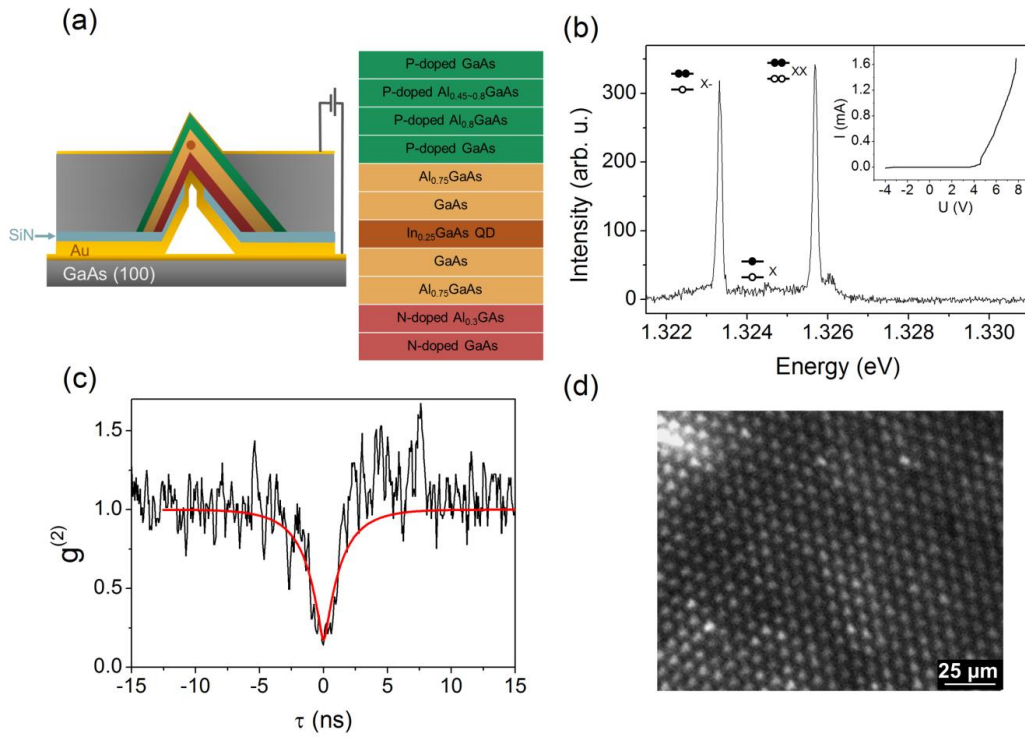 (a)
P-doped GaAs
P-doped Al0.45~0.8GaAs
P-doped Al0.8GaAs
P-doped GaAs
Al0.75GaAs
GaAs
In0.25GaAs QD
GaAs
Al0.75GaAs
N-doped Al0.3GAs
N-doped GaAs
SiN
Au
GaAs (100)
(b)
Intensity (arb. u.)
300
200
100
0
X-
XX
X
1.322 1.324 1.326 1.328 1.330
Energy (eV)
I (mA)
1.6
1.2
0.8
0.4
0.0
-4 -2 0 2 4 6 8
U (V)
(c)
g(2)
1.5
1.0
0.5
0.0
-15 -10 -5 0 5 10 15
τ (ns)
(d)
25 µm